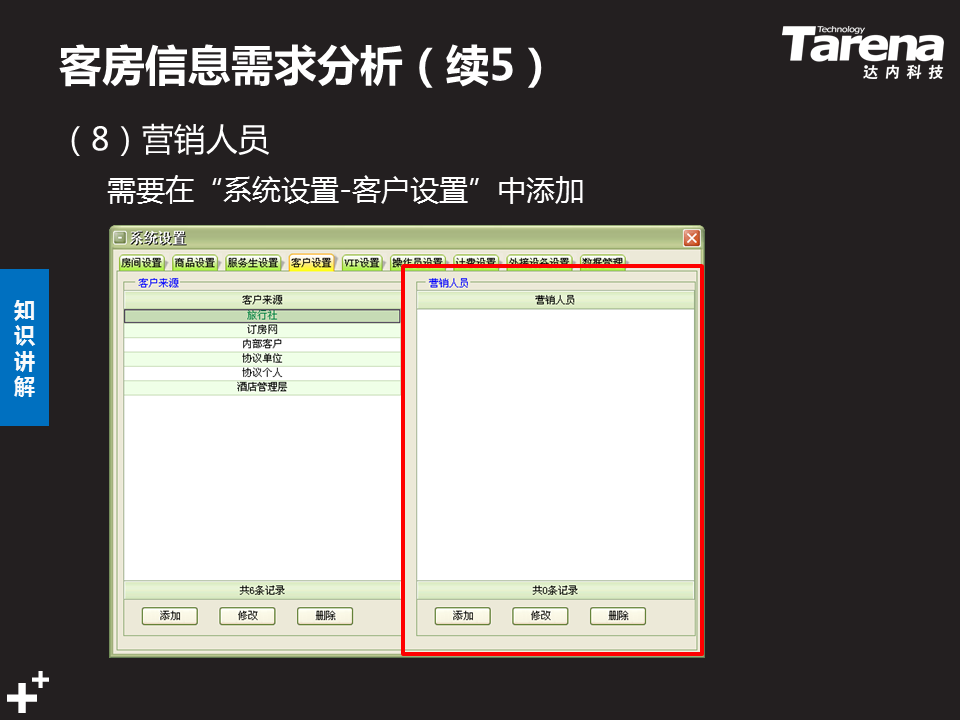 客房信息需求分析（续5）
Technology
Tarena
达内科技
（8）营销人员
需要在“系统设置-客户设置”中添加
知识讲解
系统设置
房间设置 商品设置 服务生设置 客户设置 VIP设置 操作员设置 计费设置 外接设备设置 数据管理
客户来源
客户来源
旅行社
订房网
内部客户
协议单位
协议个人
酒店管理层
共6条记录
添加 修改 删除
营销人员
营销人员
共0条记录
添加 修改 删除